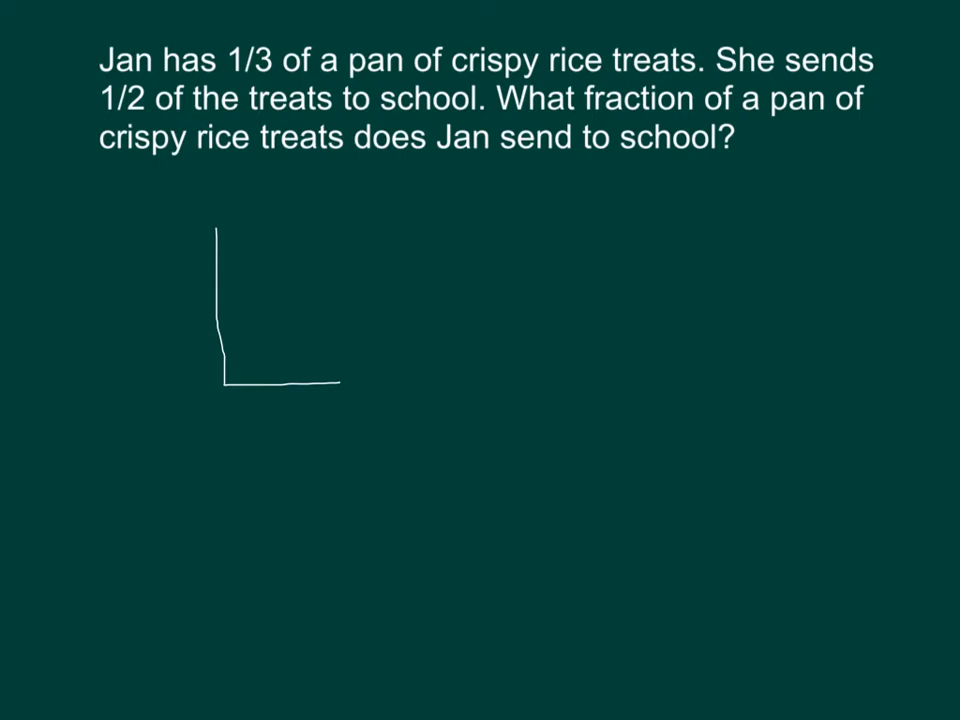 Jan has 1/3 of a pan of crispy rice treats. She sends
1/2 of the treats to school. What fraction of a pan of
crispy rice treats does Jan send to school?